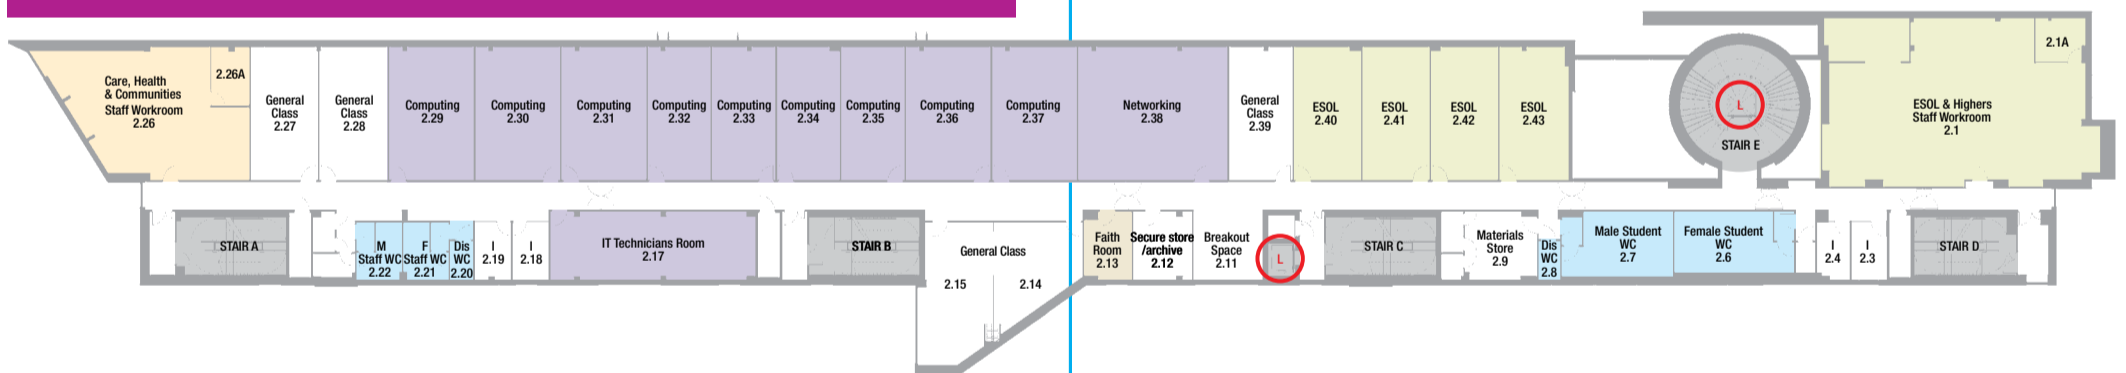 Care, Health
& Communities
Staff Workroom
2.26
2.26A
General
Class
2.27
General
Class
2.28
Computing
2.29
Computing
2.30
Computing
2.31
Computing
2.32
Computing
2.33
Computing
2.34
Computing
2.35
Computing
2.36
Computing
2.37
Networking
2.38
General
Class
2.39
ESOL
2.40
ESOL
2.41
ESOL
2.42
ESOL
2.43
L
STAIR E
ESOL & Highers
Staff Workroom
2.1
2.1A
STAIR A
M
Staff WC
2.22
F
Staff WC
2.21
Dis
WC
2.20
I
2.19
I
2.18
IT Technicians Room
2.17
STAIR B
General Class
2.15
2.14
Faith
Room
2.13
Secure store
/archive
2.12
Breakout
Space
2.11
L
STAIR C
Materials
Store
2.9
Dis
WC
2.8
Male Student
WC
2.7
Female Student
WC
2.6
I
2.4
I
2.3
STAIR D